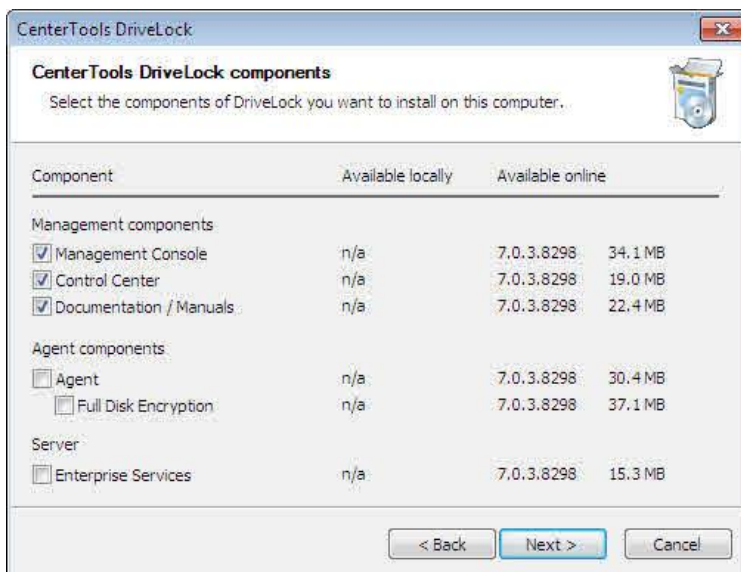 CenterTools DriveLock
CenterTools DriveLock components
Select the components of DriveLock you want to install on this computer.
Component Available locally Available online
Management components
Management Console n/a 7.0.3.8298 34.1 MB
Control Center n/a 7.0.3.8298 19.0 MB
Documentation / Manuals n/a 7.0.3.8298 22.4 MB
Agent components
Agent n/a 7.0.3.8298 30.4 MB
Full Disk Encryption n/a 7.0.3.8298 37.1 MB
Server
Enterprise Services n/a 7.0.3.8298 15.3 MB
< Back Next > Cancel